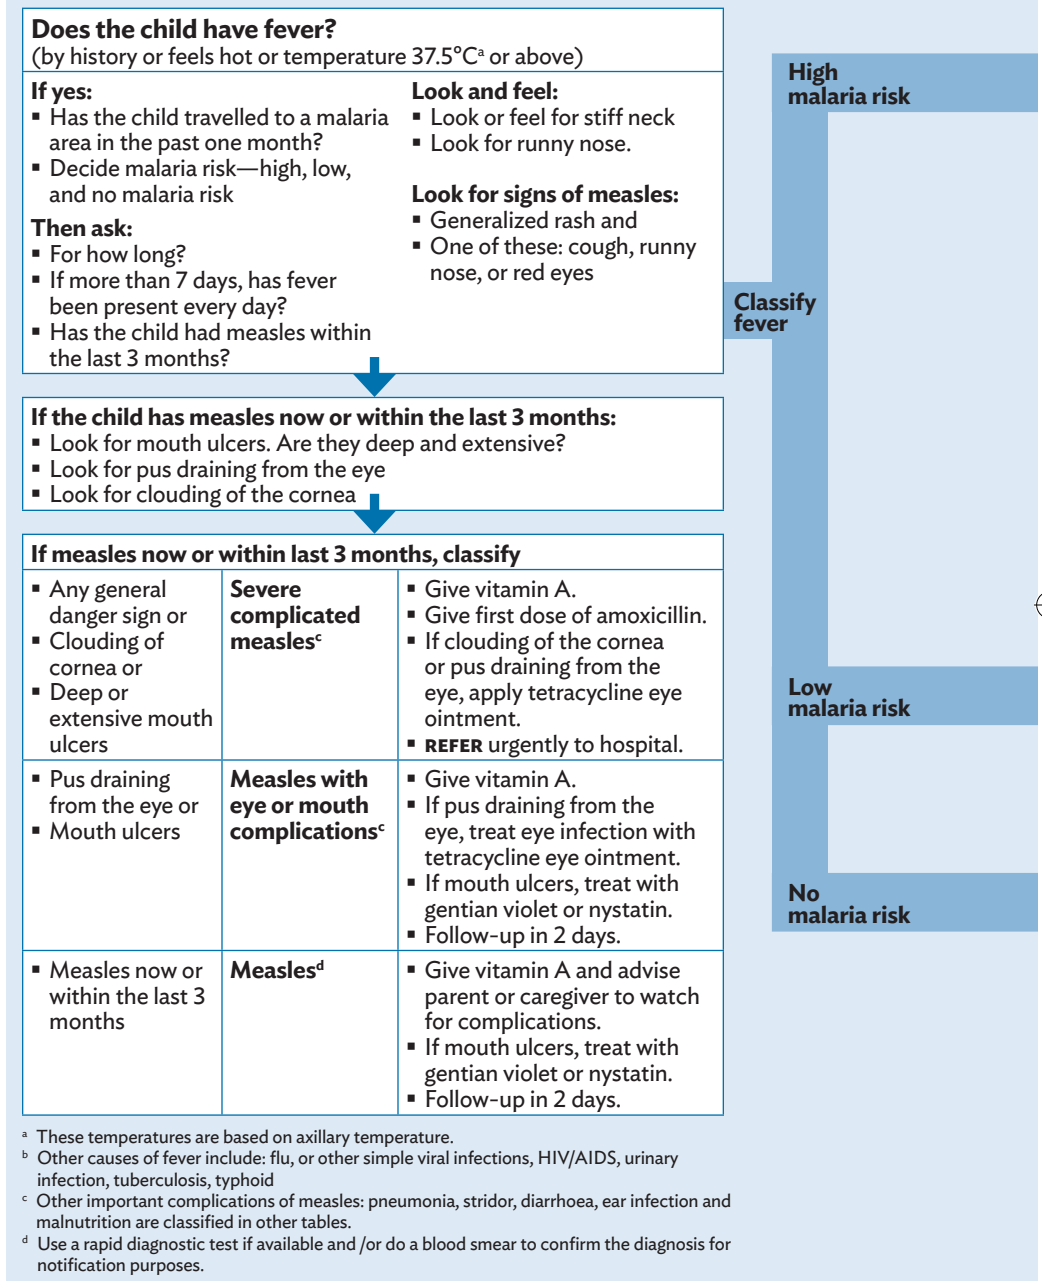 Does the child have fever?
(by history or feels hot or temperature 37.5°Cᵃ or above)
If yes:
▪ Has the child travelled to a malaria
area in the past one month?
▪ Decide malaria risk—high, low,
and no malaria risk
Then ask:
▪ For how long?
▪ If more than 7 days, has fever
been present every day?
▪ Has the child had measles within
the last 3 months?
Look and feel:
▪ Look or feel for stiff neck
▪ Look for runny nose.
Look for signs of measles:
▪ Generalized rash and
▪ One of these: cough, runny
nose, or red eyes
Classify
fever
High
malaria risk
Low
malaria risk
No
malaria risk
If the child has measles now or within the last 3 months:
▪ Look for mouth ulcers. Are they deep and extensive?
▪ Look for pus draining from the eye
▪ Look for clouding of the cornea
If measles now or within last 3 months, classify
▪ Any general
danger sign or
▪ Clouding of
cornea or
▪ Deep or
extensive mouth
ulcers
Severe
complicated
measlesᶜ
▪ Give vitamin A.
▪ Give first dose of amoxicillin.
▪ If clouding of the cornea
or pus draining from the
eye, apply tetracycline eye
ointment.
▪ REFER urgently to hospital.
▪ Pus draining
from the eye or
▪ Mouth ulcers
Measles with
eye or mouth
complicationsᶜ
▪ Give vitamin A.
▪ If pus draining from the
eye, treat eye infection with
tetracycline eye ointment.
▪ If mouth ulcers, treat with
gentian violet or nystatin.
▪ Follow-up in 2 days.
▪ Measles now or
within the last 3
months
Measlesᵈ
▪ Give vitamin A and advise
parent or caregiver to watch
for complications.
▪ If mouth ulcers, treat with
gentian violet or nystatin.
▪ Follow-up in 2 days.
ᵃ These temperatures are based on axillary temperature.
ᵇ Other causes of fever include: flu, or other simple viral infections, HIV/AIDS, urinary
infection, tuberculosis, typhoid
ᶜ Other important complications of measles: pneumonia, stridor, diarrhoea, ear infection and
malnutrition are classified in other tables.
ᵈ Use a rapid diagnostic test if available and /or do a blood smear to confirm the diagnosis for
notification purposes.